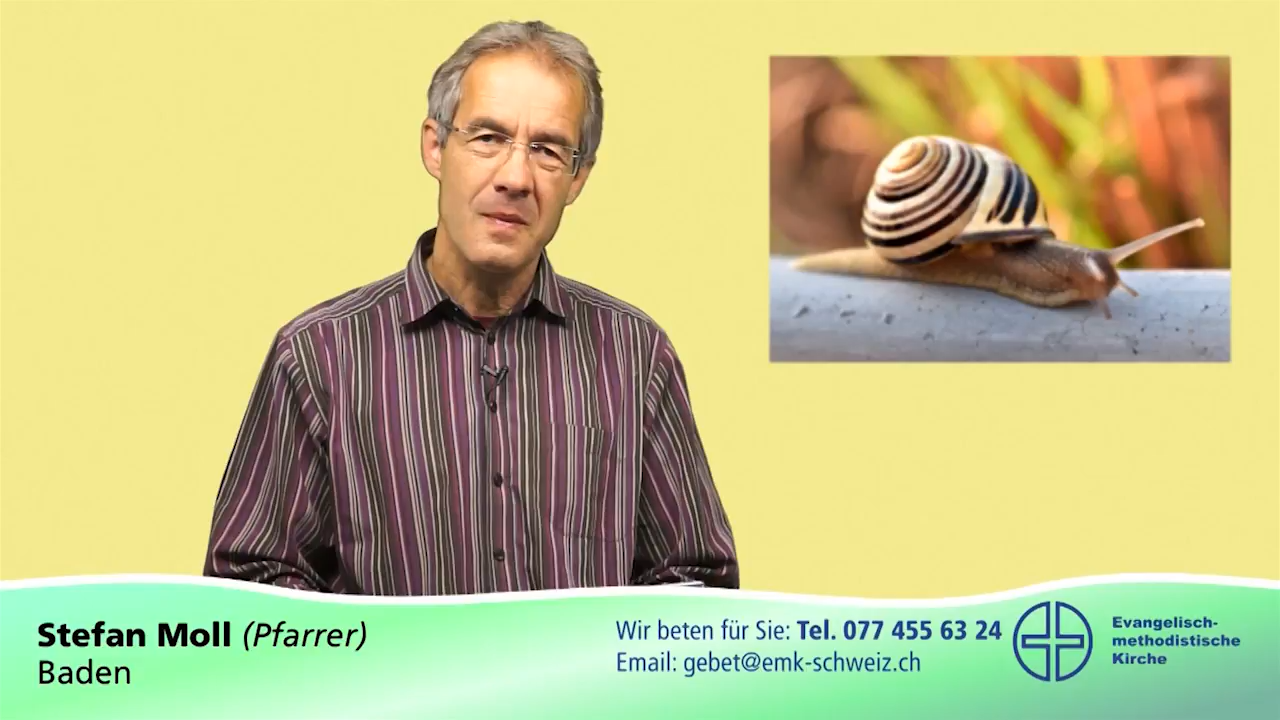 Stefan Moll (Pfarrer)
Baden
Wir beten für Sie: Tel. 077 455 63 24
Email: gebet@emk-schweiz.ch
Evangelisch-
methodistische
Kirche